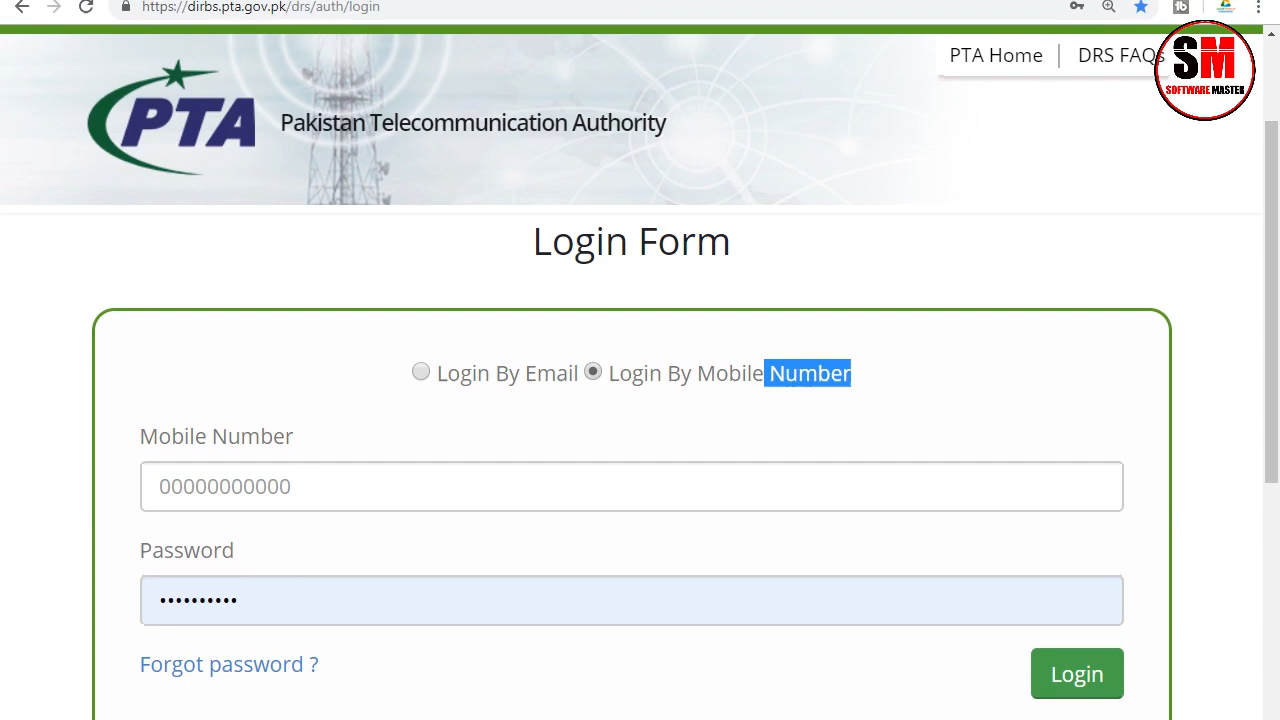 https://dirbs.pta.gov.pk/drs/auth/login
PTA Home | DRS FAQs
SM
SOFTWARE MASTER
PTA
Pakistan Telecommunication Authority
Login Form
Login By Email Login By Mobile Number
Mobile Number
00000000000
Password
••••••••••
Forgot password ?
Login